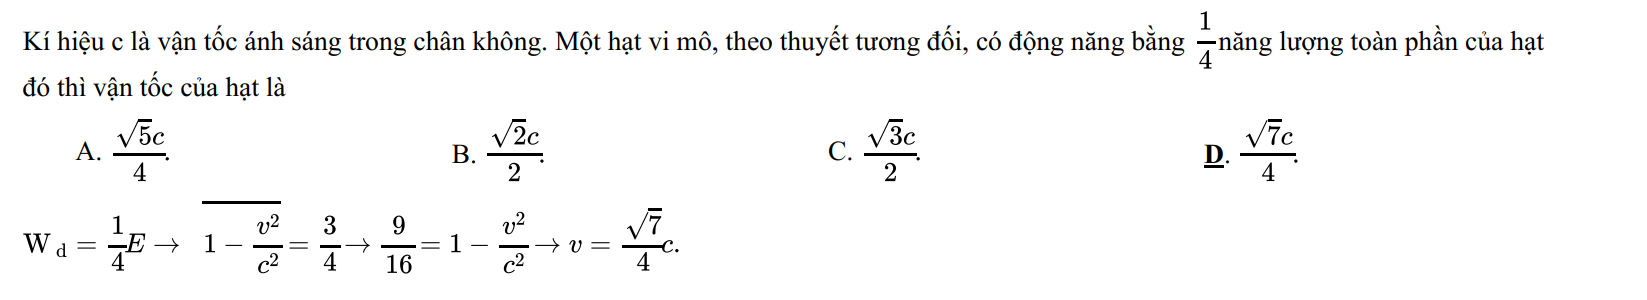 Kí hiệu c là vận tốc ánh sáng trong chân không. Một hạt vi mô, theo thuyết tương đối, có động năng bằng $\frac{1}{4}$năng lượng toàn phần của hạt
đó thì vận tốc của hạt là
A. $\frac{\sqrt{5}c}{4}$. B. $\frac{\sqrt{2}c}{2}$. C. $\frac{\sqrt{3}c}{2}$. D. $\frac{\sqrt{7}c}{4}$.
W $_{d}$ = $\frac{1}{4}E \rightarrow \overline{1 - \frac{v^2}{c^2}} = \frac{3}{4} \rightarrow \frac{9}{16} = 1 - \frac{v^2}{c^2} \rightarrow v = \frac{\sqrt{7}}{4}c.$